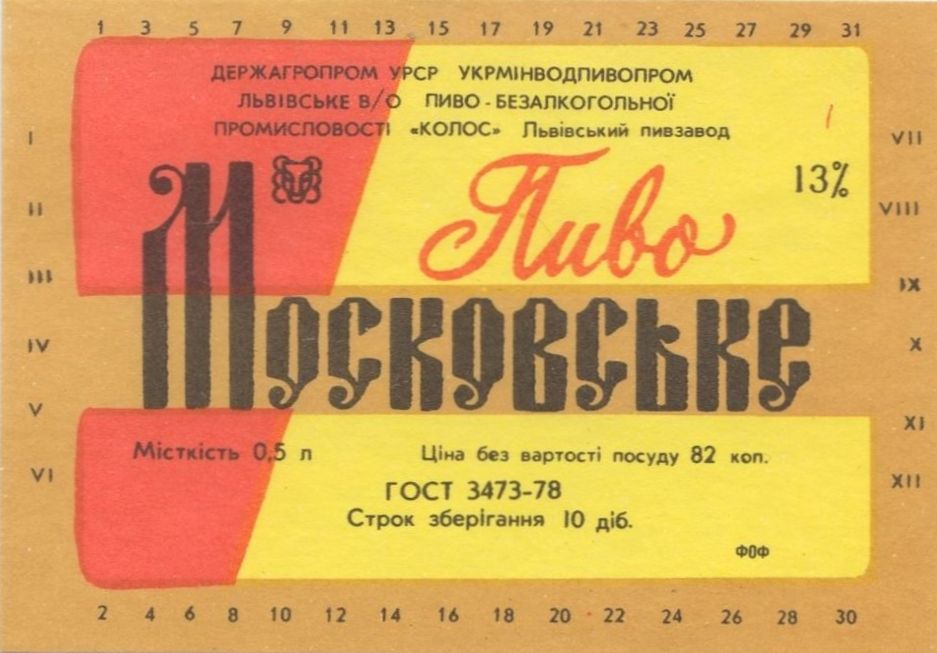 1 3 5 7 9 11 13 15 17 19 21 23 25 27 29 31
ДЕРЖАГРОПРОМ УРСР УКРМІНВОДПИВОПРОМ
ЛЬВІВСЬКЕ В/О ПИВО-БЕЗАЛКОГОЛЬНОЇ
ПРОМИСЛОВОСТІ «КОЛОС» Львівський пивзавод
I
II
III
IV
V
VI
Пиво
13%
Московське
VII
VIII
IX
X
XI
XII
Місткість 0,5 л Ціна без вартості посуду 82 коп.
ГОСТ 3473-78
Строк зберігання 10 діб.
ФОФ
2 4 6 8 10 12 14 16 18 20 22 24 26 28 30